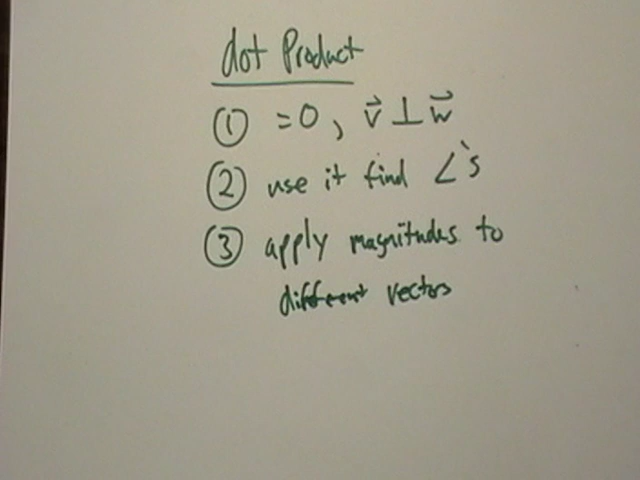 dot Product
① =0, v⃗ ⊥ w⃗
② use it find ∠'s
③ apply magnitudes to
different vectors